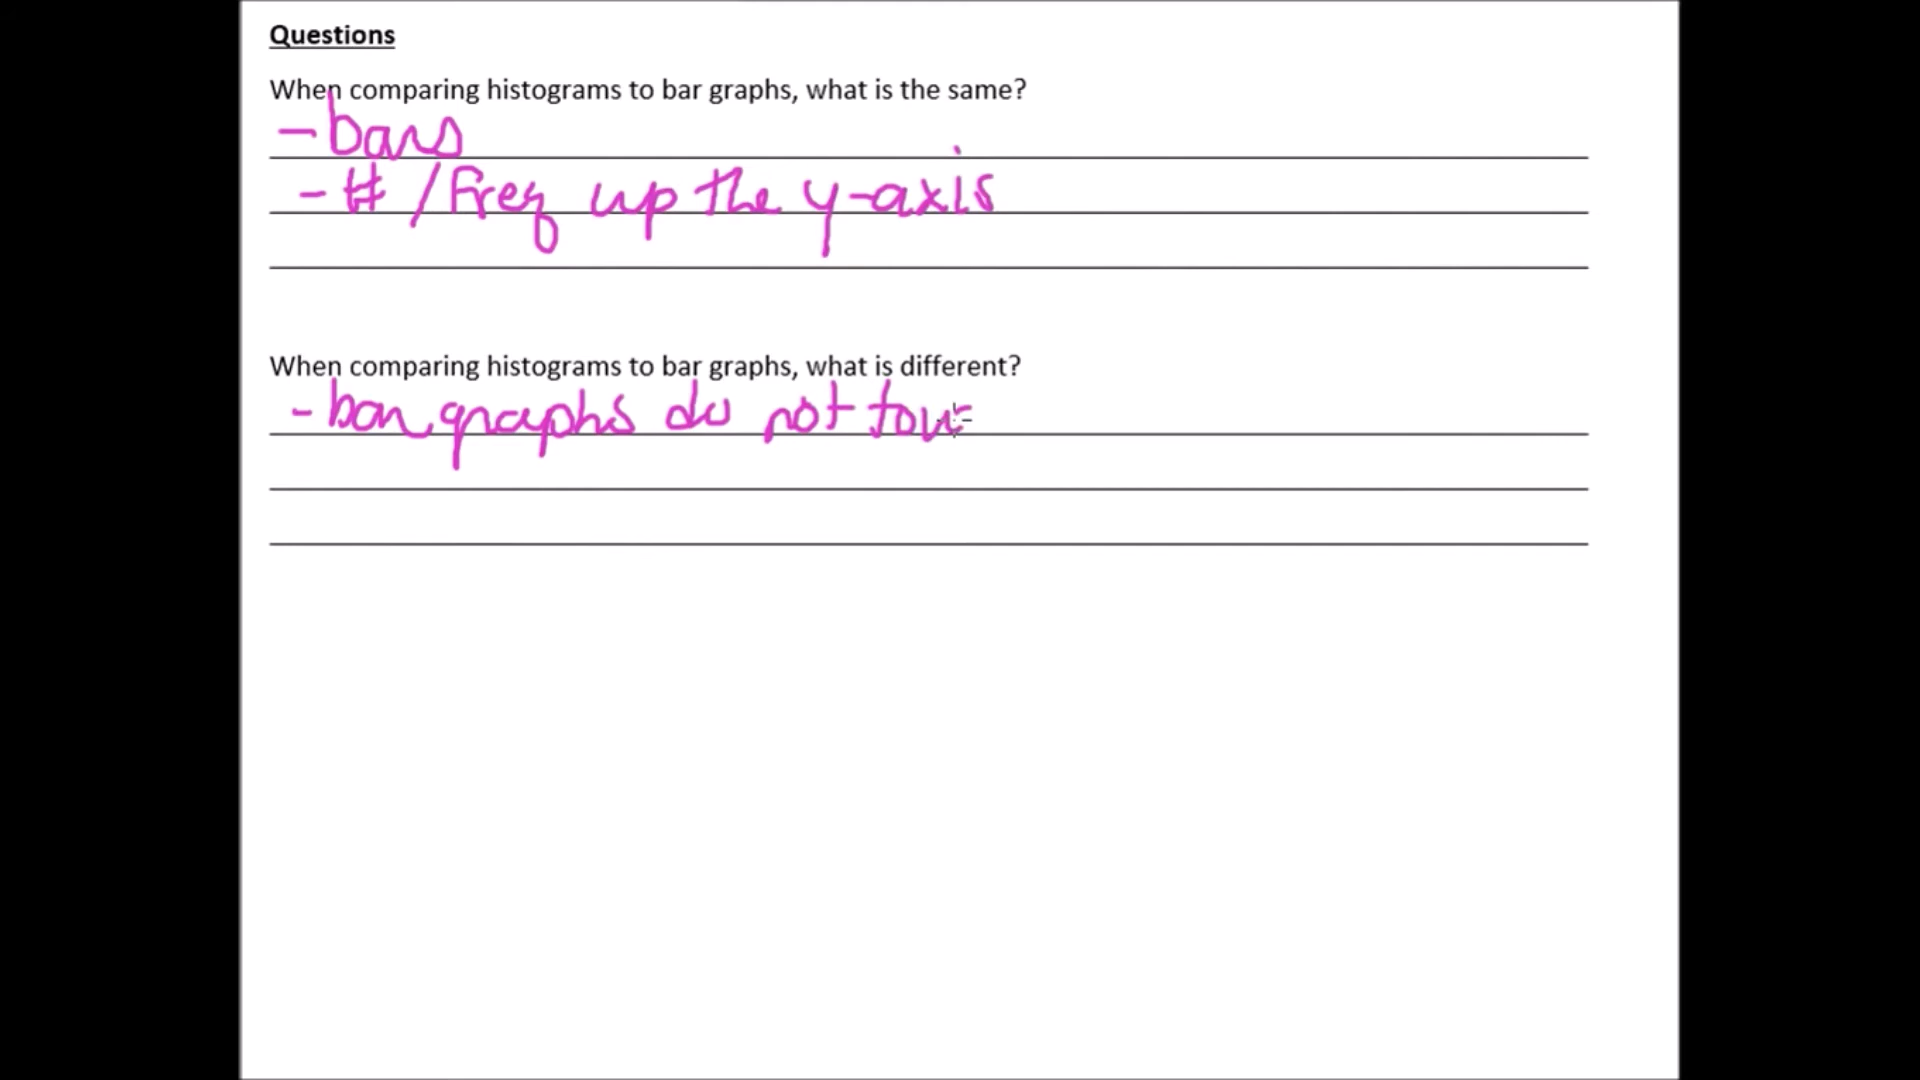 Questions
When comparing histograms to bar graphs, what is the same?
- bars
- # / Freq up the y-axis
When comparing histograms to bar graphs, what is different?
- bar graphs do not touc